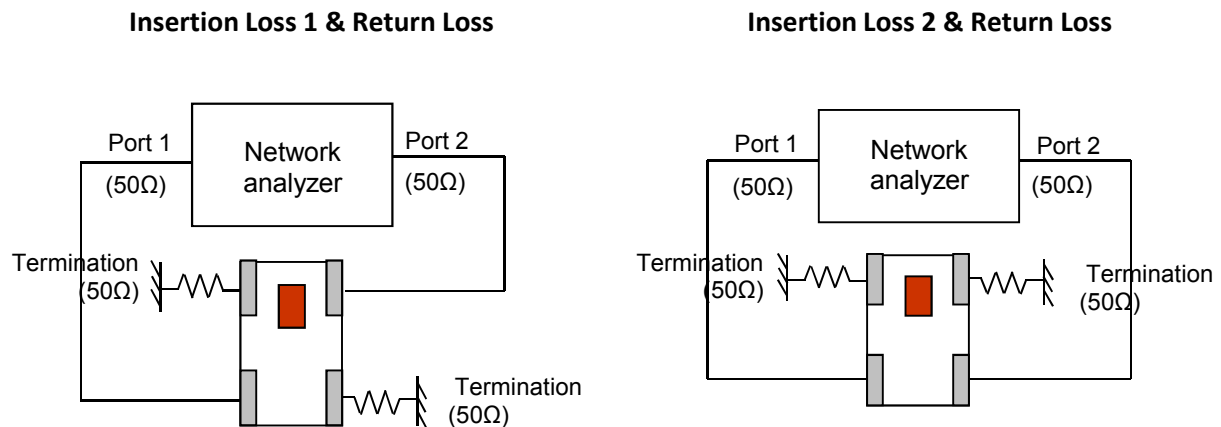 Insertion Loss 1 & Return Loss
Port 1
(50Ω)
Network
analyzer
Port 2
(50Ω)
Termination
(50Ω)
Termination
(50Ω)
Insertion Loss 2 & Return Loss
Port 1
(50Ω)
Network
analyzer
Port 2
(50Ω)
Termination
(50Ω)
Termination
(50Ω)